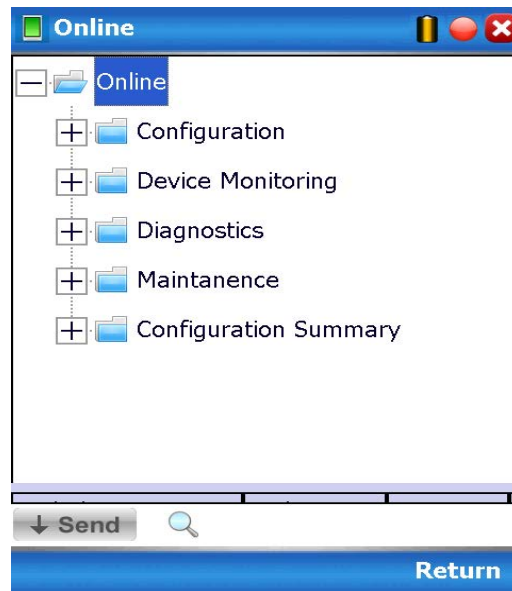 Online
Online
Configuration
Device Monitoring
Diagnostics
Maintanence
Configuration Summary
Send
Return